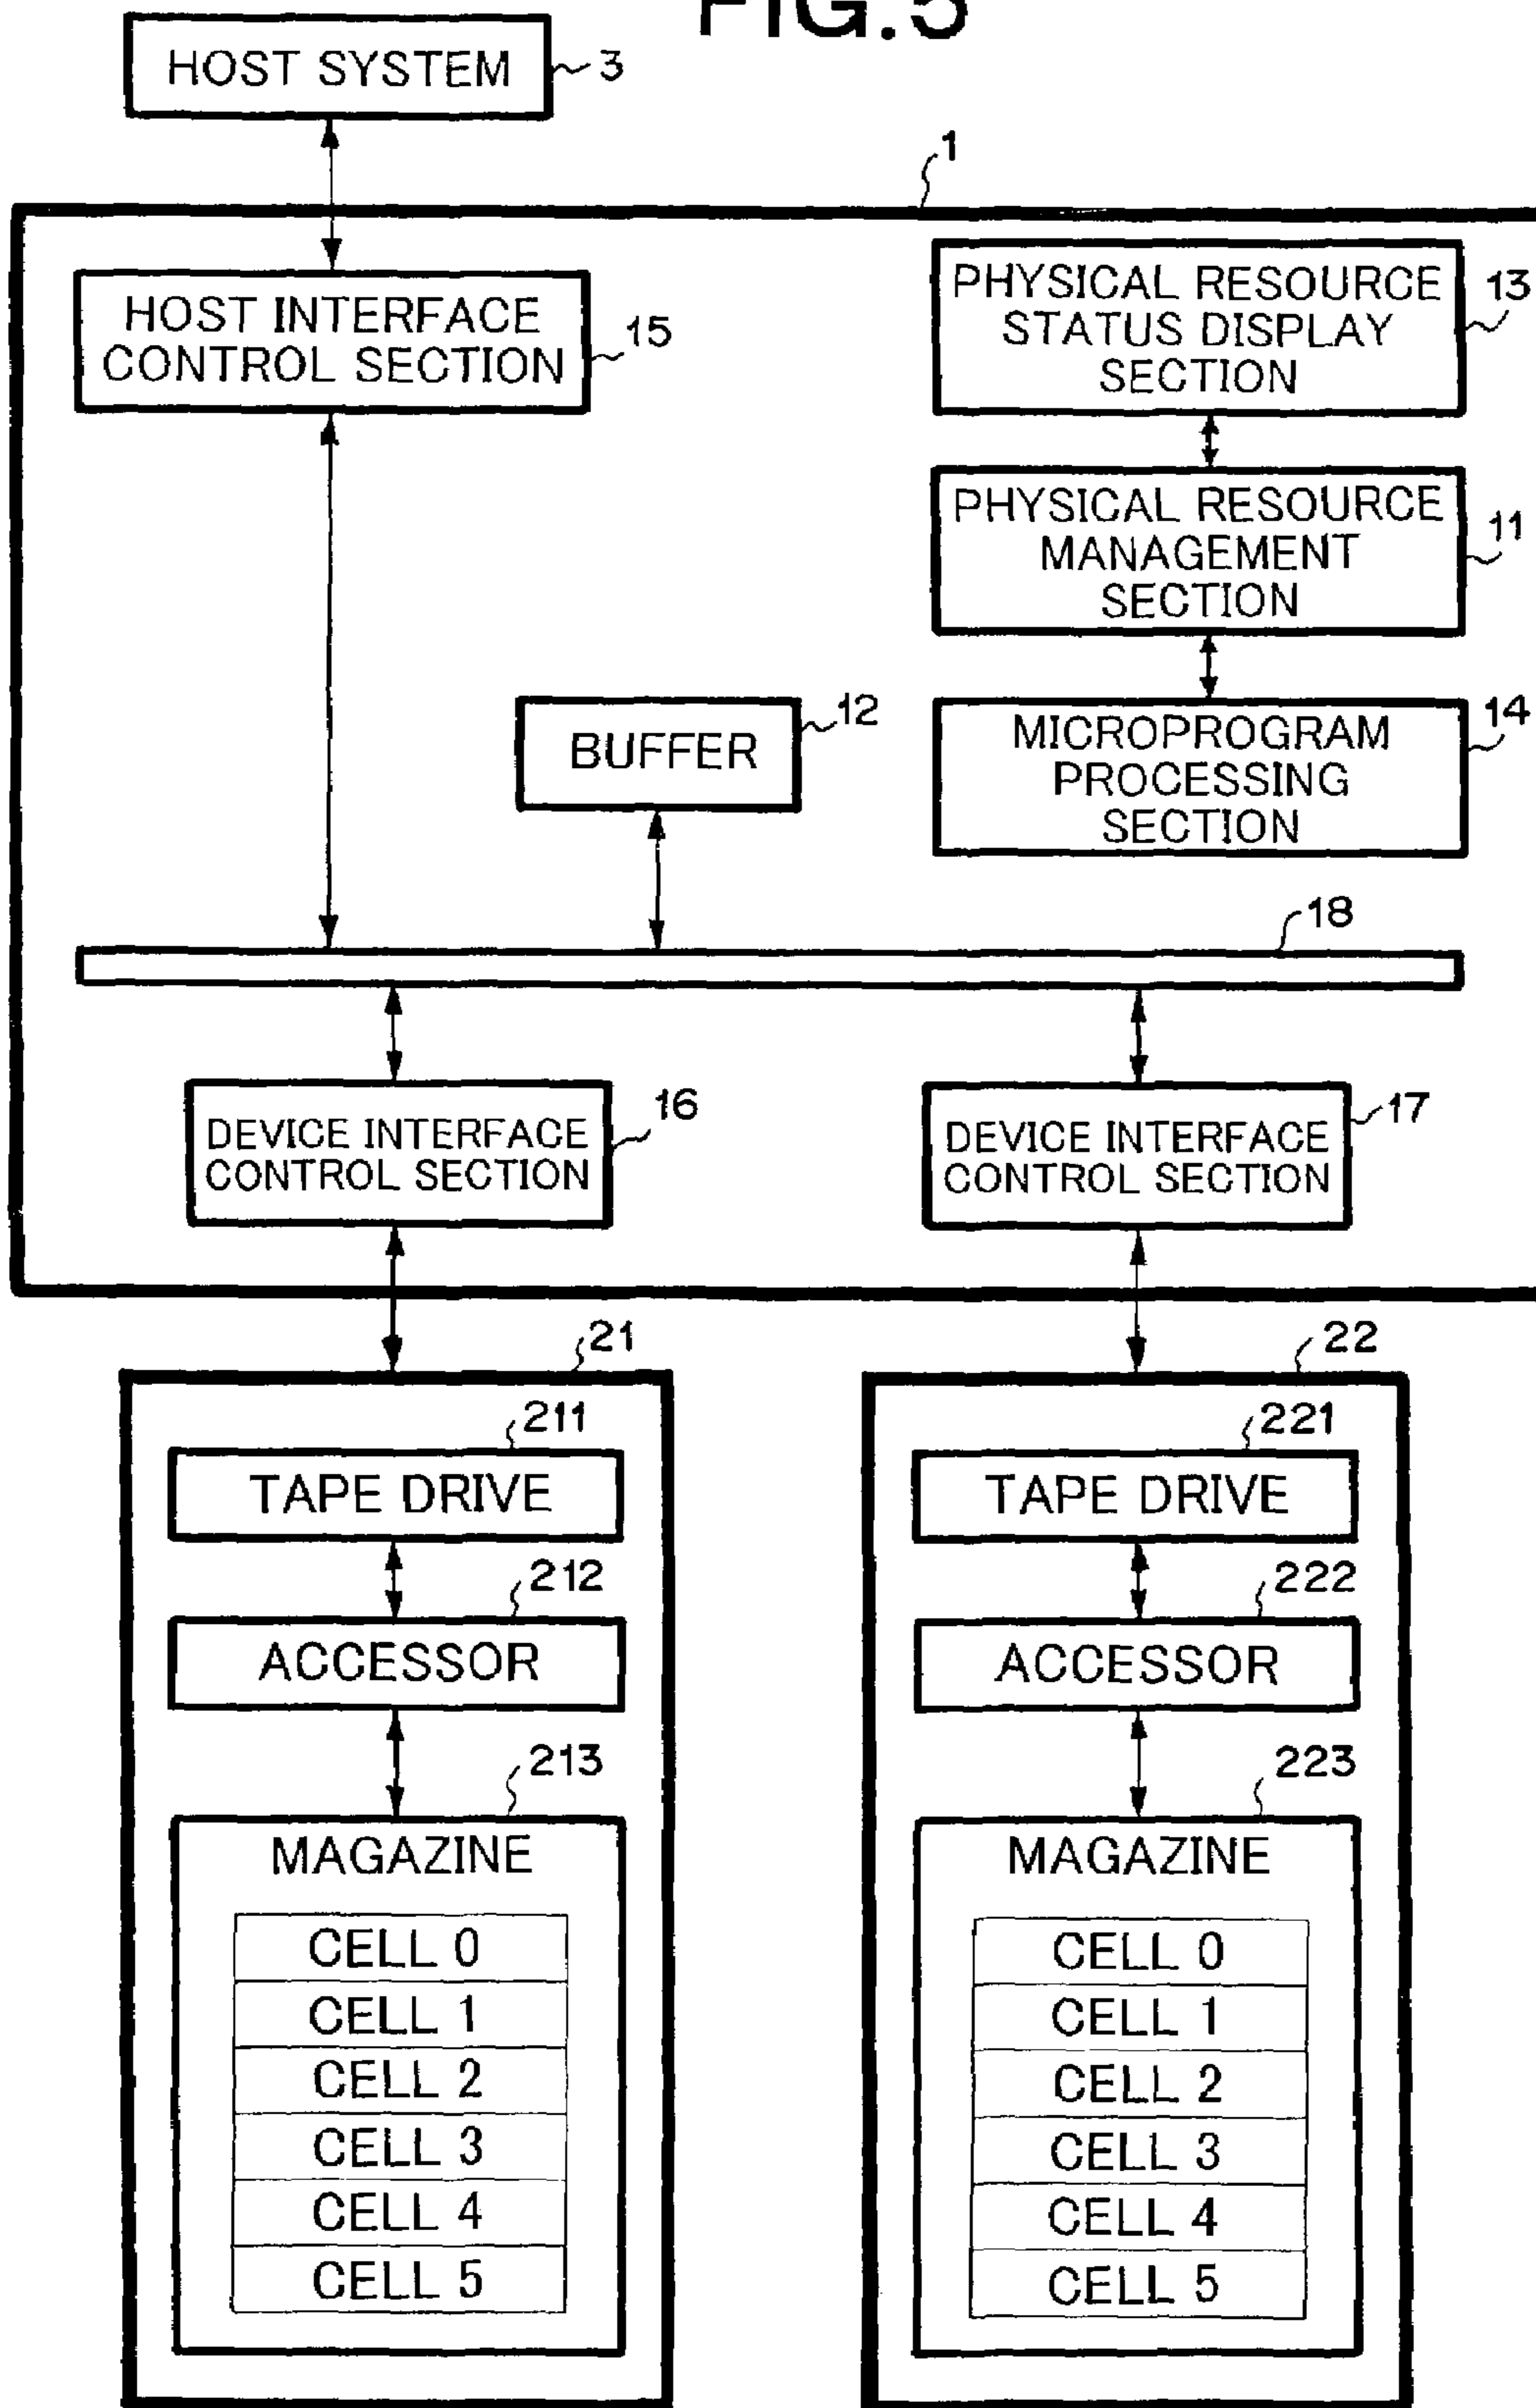 FIG.5
HOST SYSTEM
3
1
HOST INTERFACE
CONTROL SECTION
15
PHYSICAL RESOURCE
STATUS DISPLAY
SECTION
13
PHYSICAL RESOURCE
MANAGEMENT
SECTION
11
BUFFER
12
MICROPROGRAM
PROCESSING
SECTION
14
18
DEVICE INTERFACE
CONTROL SECTION
16
DEVICE INTERFACE
CONTROL SECTION
17
21
211
TAPE DRIVE
212
ACCESSOR
213
MAGAZINE
CELL 0
CELL 1
CELL 2
CELL 3
CELL 4
CELL 5
22
221
TAPE DRIVE
222
ACCESSOR
223
MAGAZINE
CELL 0
CELL 1
CELL 2
CELL 3
CELL 4
CELL 5